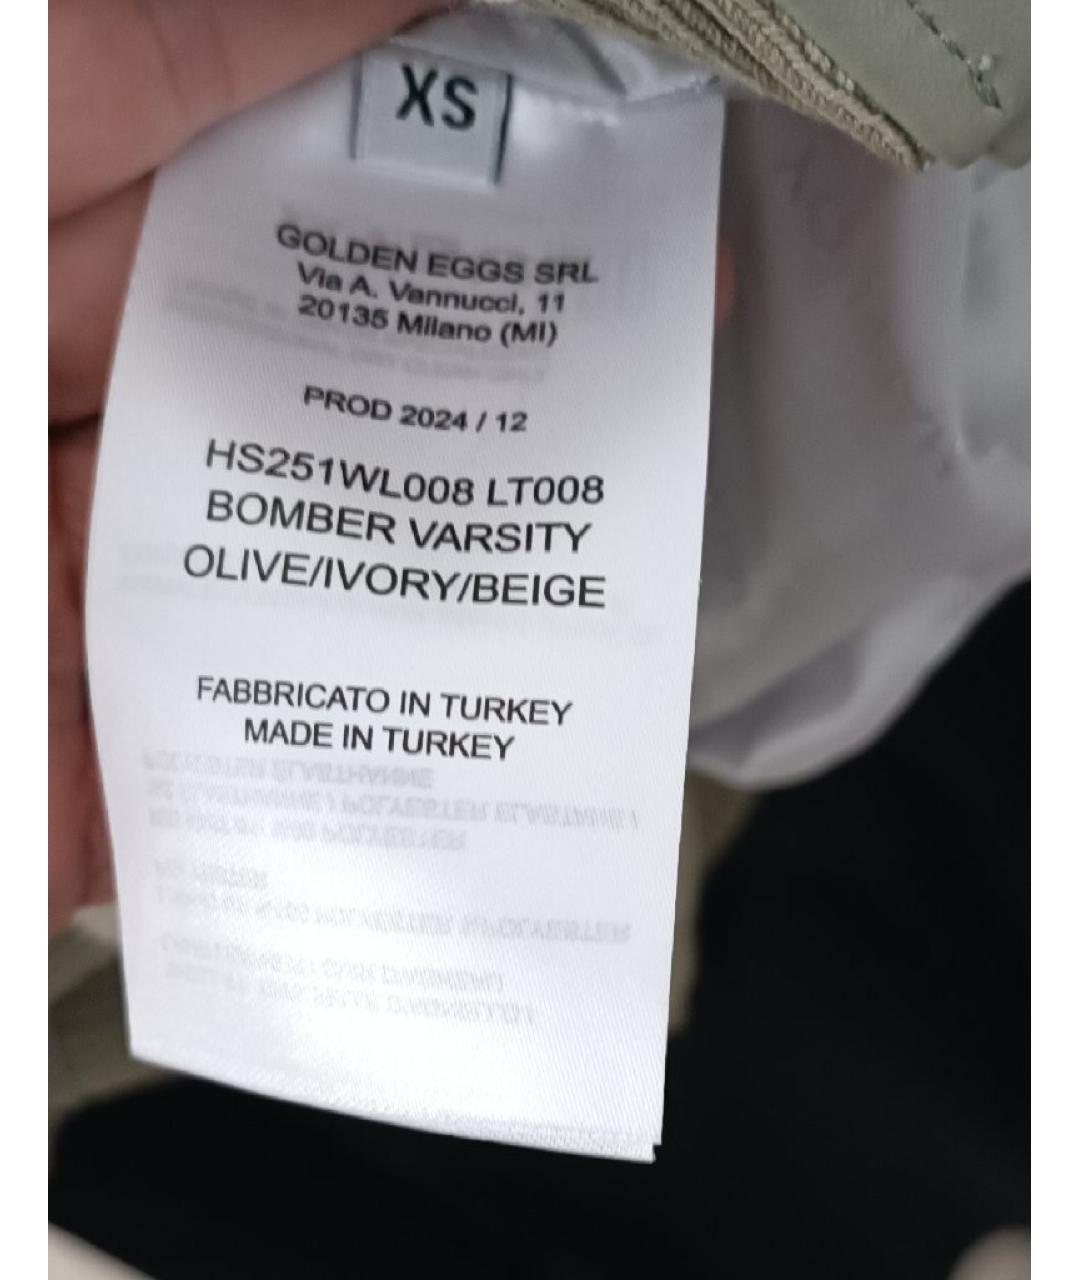 XS
GOLDEN EGGS SRL
Via A. Vannucci, 11
20135 Milano (MI)
PROD 2024 / 12
HS251WL008 LT008
BOMBER VARSITY
OLIVE/IVORY/BEIGE
FABBRICATO IN TURKEY
MADE IN TURKEY